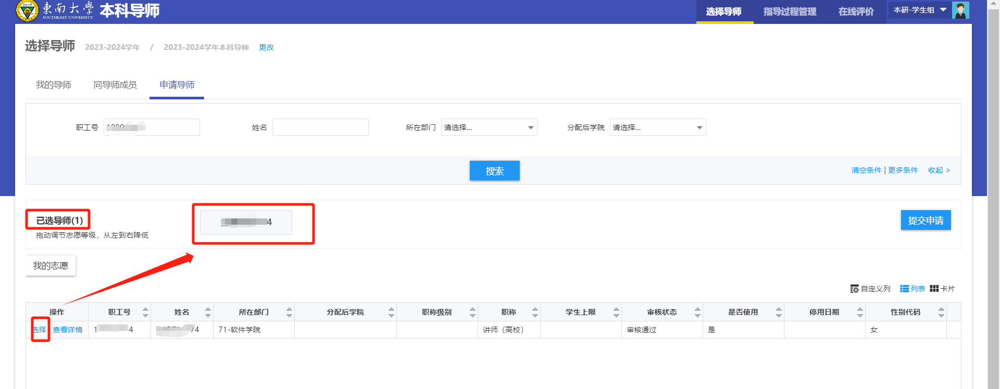 東南大學
SOUTHEAST UNIVERSITY
本科导师
选择导师 指导过程管理 在线评价 本研-学生组
选择导师 2023-2024学年 / 2023-2024学年本科导师 更改
我的导师 同导师成员 申请导师
职工号 姓名 所在部门 请选择... 分配后学院 请选择...
搜索 清空条件 | 更多条件 收起 >
已选导师(1) 4 提交申请
拖动调节志愿等级，从左到右降低
我的志愿
自定义列 列表 卡片
操作 职工号 姓名 所在部门 分配后学院 职称级别 职称 学生上限 审核状态 是否使用 停用日期 性别代码
选择 查看详情 1 4 74 71-软件学院 讲师（高校） 审核通过 是 女